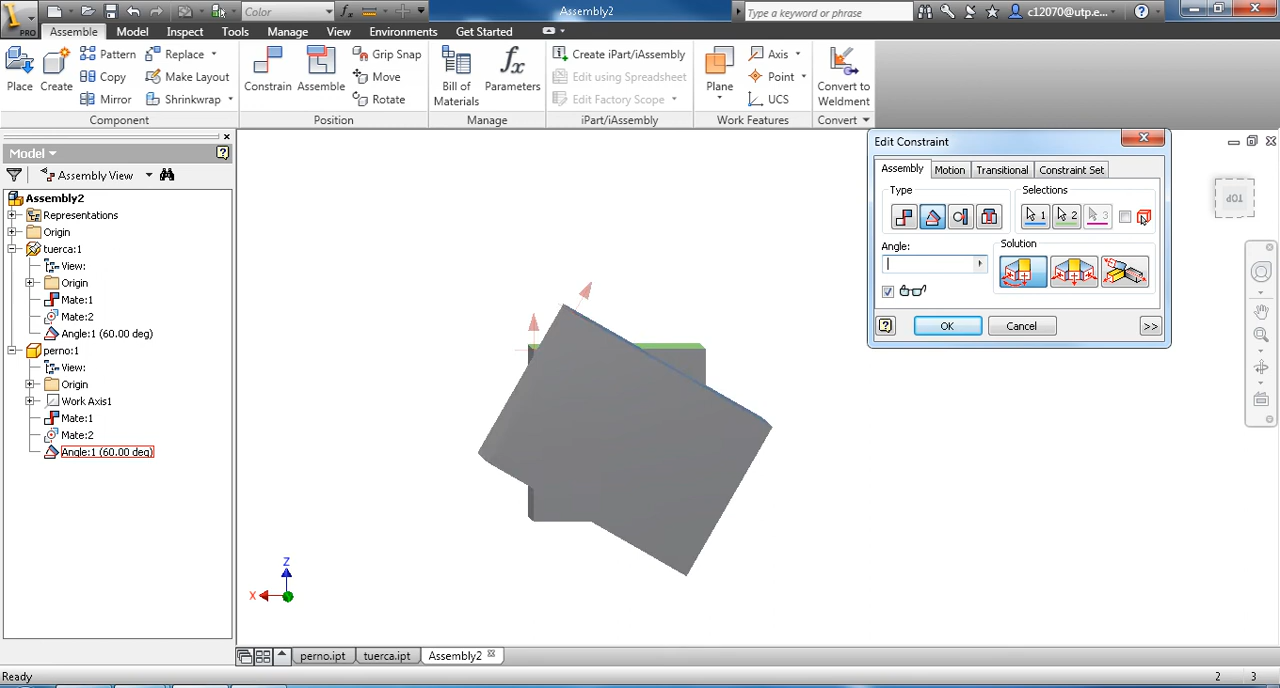 PRO
Color
Assembly2
Type a keyword or phrase
c12070@utp.e...
Assemble
Model
Inspect
Tools
Manage
View
Environments
Get Started
Place
Create
Pattern
Copy
Mirror
Replace
Make Layout
Shrinkwrap
Component
Constrain
Assemble
Grip Snap
Move
Rotate
Position
Bill of
Materials
Parameters
Manage
Create iPart/iAssembly
Edit using Spreadsheet
Edit Factory Scope
iPart/iAssembly
Plane
Axis
Point
UCS
Work Features
Convert to
Weldment
Convert
Model
Assembly View
Assembly2
Representations
Origin
tuerca:1
View:
Origin
Mate:1
Mate:2
Angle:1 (60.00 deg)
perno:1
View:
Origin
Work Axis1
Mate:1
Mate:2
Angle:1 (60.00 deg)
Edit Constraint
Assembly
Motion
Transitional
Constraint Set
Type
Selections
1
2
3
Angle:
Solution
OK
Cancel
>>
TOP
Z
X
perno.ipt
tuerca.ipt
Assembly2
Ready
2
3